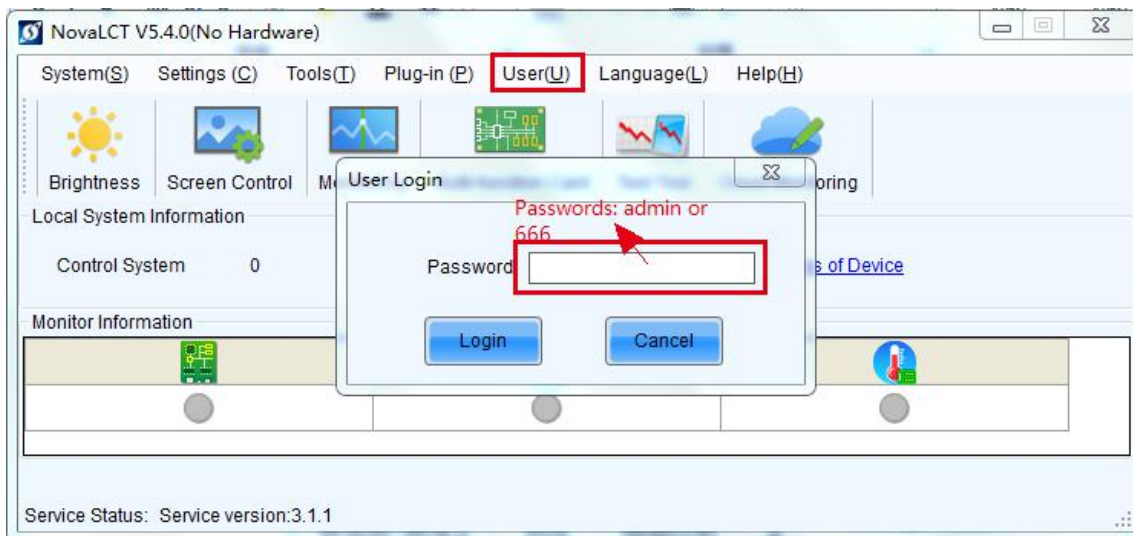 NovaLCT V5.4.0(No Hardware)
System(S) Settings (C) Tools(T) Plug-in (P) User(U) Language(L) Help(H)
Brightness Screen Control oring
User Login
Local System Information
Passwords: admin or
666
Control System 0 Password s of Device
Monitor Information
Login Cancel
Service Status: Service version:3.1.1